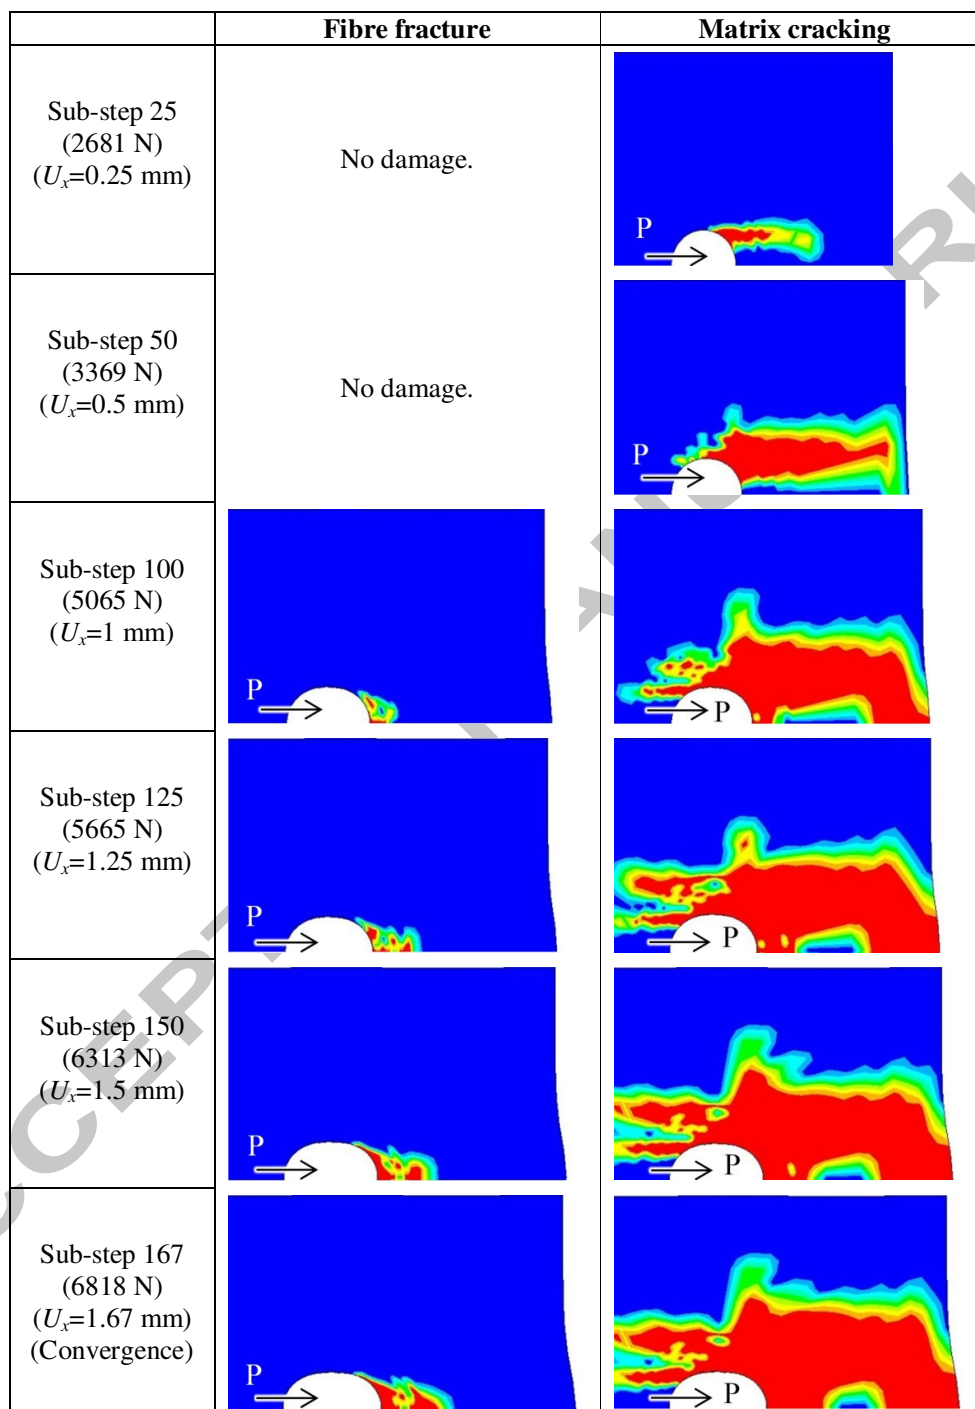 Fibre fracture
Matrix cracking
Sub-step 25
(2681 N)
(Ux=0.25 mm)
No damage.
P
Sub-step 50
(3369 N)
(Ux=0.5 mm)
No damage.
P
Sub-step 100
(5065 N)
(Ux=1 mm)
P
P
Sub-step 125
(5665 N)
(Ux=1.25 mm)
P
P
Sub-step 150
(6313 N)
(Ux=1.5 mm)
P
P
Sub-step 167
(6818 N)
(Ux=1.67 mm)
(Convergence)
P
P